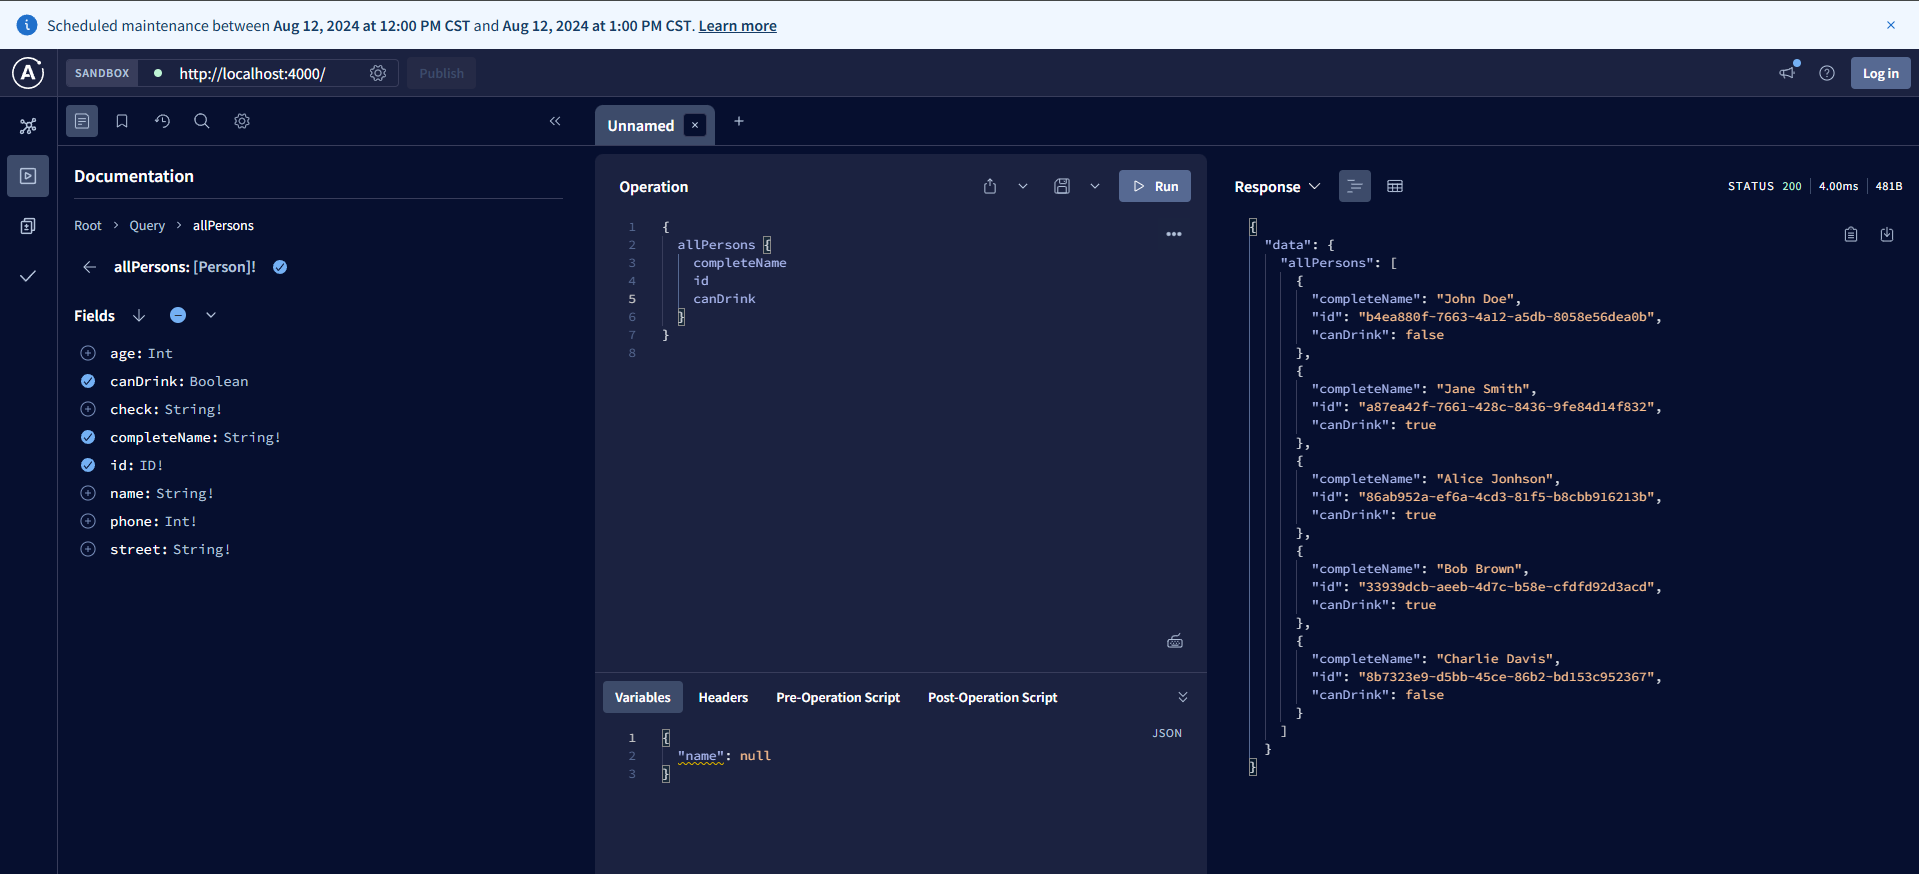 Scheduled maintenance between Aug 12, 2024 at 12:00 PM CST and Aug 12, 2024 at 1:00 PM CST. Learn more
SANDBOX
http://localhost:4000/
Publish
Log in
Documentation
Root > Query > allPersons
allPersons: [Person]!
Fields
age: Int
canDrink: Boolean
check: String!
completeName: String!
id: ID!
name: String!
phone: Int!
street: String!
Unnamed
Operation
Run
1 {
2 allPersons {
3 completeName
4 id
5 canDrink
6 }
7 }
8
Variables Headers Pre-Operation Script Post-Operation Script
JSON
1 {
2 "name": null
3 }
Response
STATUS 200 4.00ms 481B
{
"data": {
"allPersons": [
{
"completeName": "John Doe",
"id": "b4ea880f-7663-4a12-a5db-8058e56dea0b",
"canDrink": false
},
{
"completeName": "Jane Smith",
"id": "a87ea42f-7661-428c-8436-9fe84d14f832",
"canDrink": true
},
{
"completeName": "Alice Jonhson",
"id": "86ab952a-ef6a-4cd3-81f5-b8cbb916213b",
"canDrink": true
},
{
"completeName": "Bob Brown",
"id": "33939dcb-aeeb-4d7c-b58e-cfdfd92d3acd",
"canDrink": true
},
{
"completeName": "Charlie Davis",
"id": "8b7323e9-d5bb-45ce-86b2-bd153c952367",
"canDrink": false
}
]
}
}